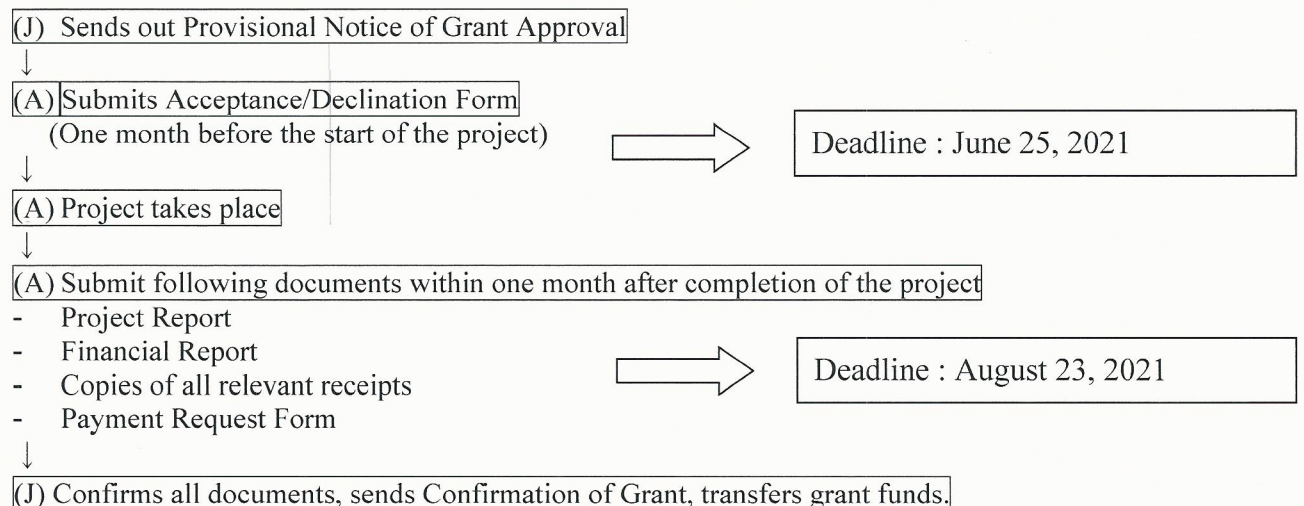 (J) Sends out Provisional Notice of Grant Approval
↓
(A) Submits Acceptance/Declination Form
(One month before the start of the project)
Deadline : June 25, 2021
↓
(A) Project takes place
↓
(A) Submit following documents within one month after completion of the project
- Project Report
- Financial Report
- Copies of all relevant receipts
- Payment Request Form
Deadline : August 23, 2021
↓
(J) Confirms all documents, sends Confirmation of Grant, transfers grant funds.